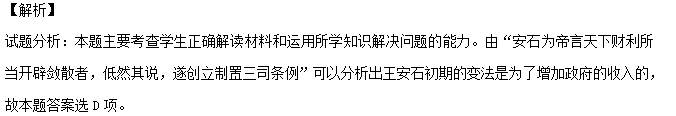 【解析】
试题分析：本题主要考查学生正确解读材料和运用所学知识解决问题的能力。由“安石为帝言天下财利所
当开辟敛散者，低然其说，遂创立制置三司条例”可以分析出王安石初期的变法是为了增加政府的收入的，
故本题答案选 D 项。